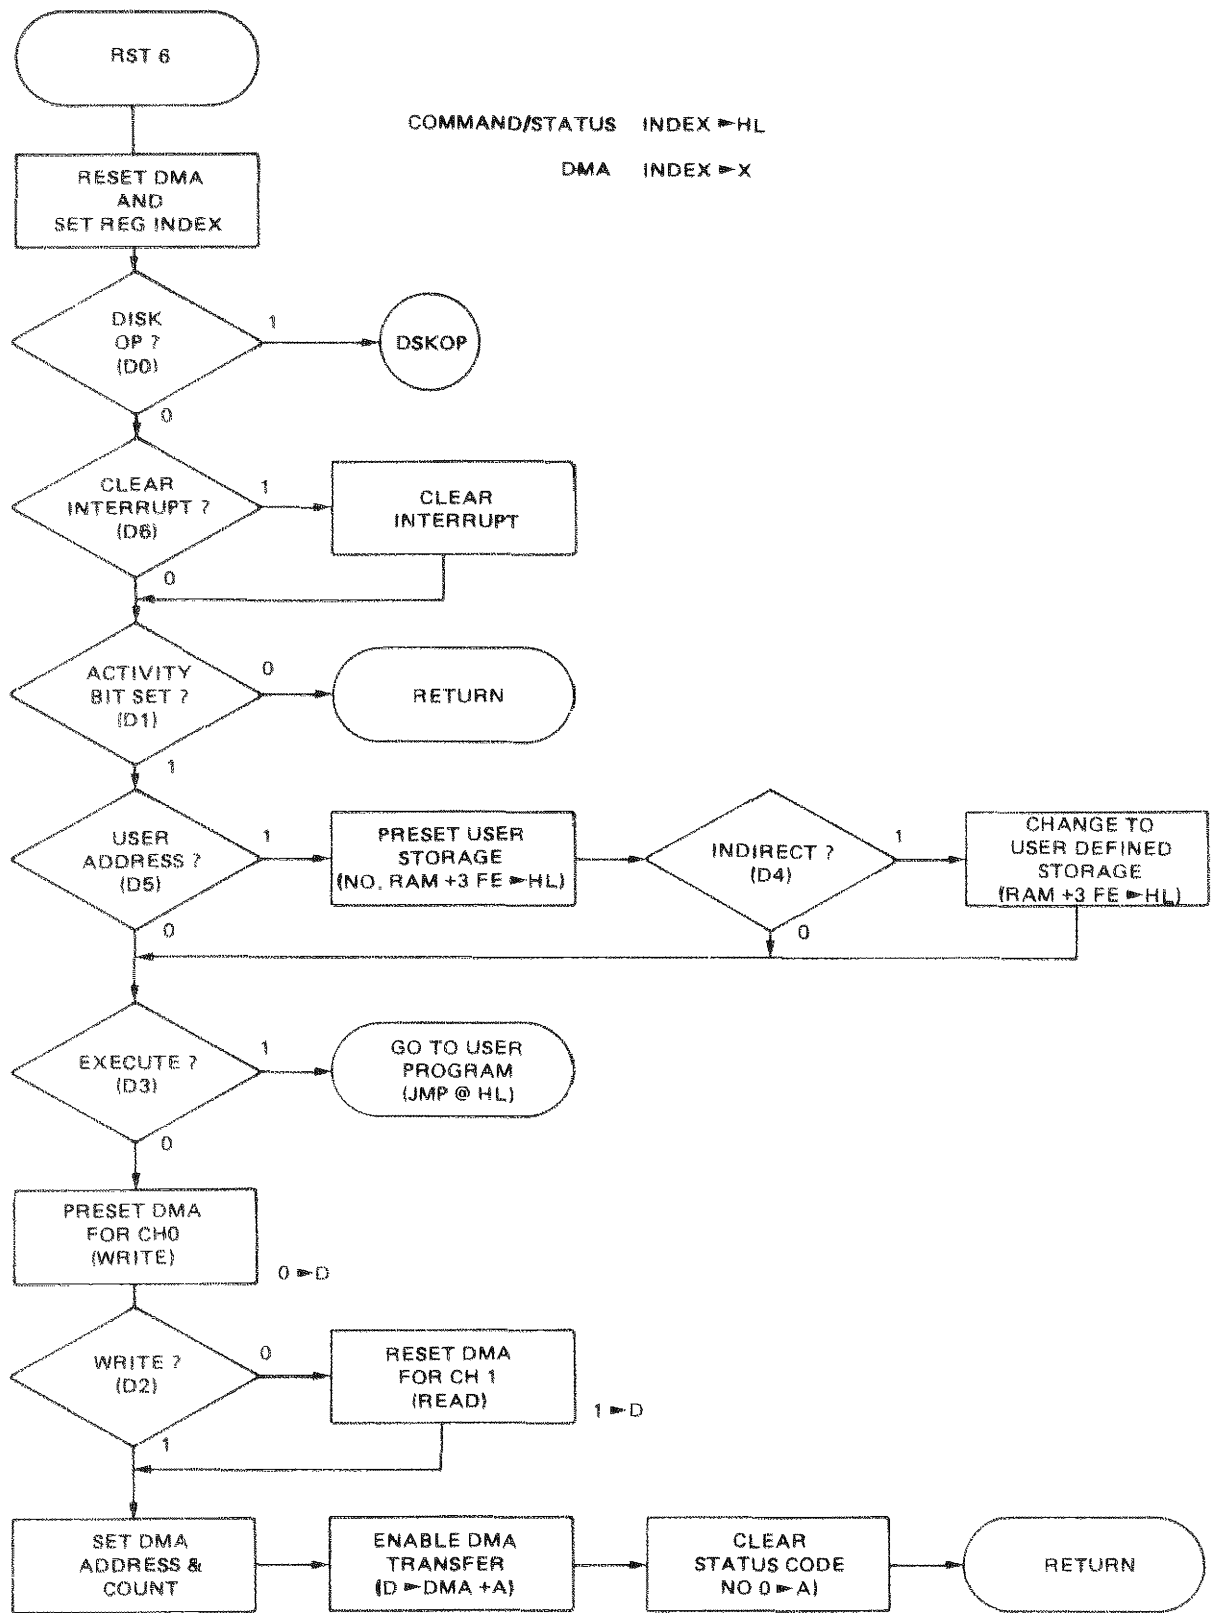 RST 6
COMMAND/STATUS INDEX ►HL
DMA INDEX ►X
RESET DMA
AND
SET REG INDEX
DISK
OP ?
(D0)
1
DSKOP
0
CLEAR
INTERRUPT ?
(D6)
1
CLEAR
INTERRUPT
0
ACTIVITY
BIT SET ?
(D1)
0
RETURN
1
USER
ADDRESS ?
(D5)
1
PRESET USER
STORAGE
(NO, RAM +3 FE ►HL)
INDIRECT ?
(D4)
1
CHANGE TO
USER DEFINED
STORAGE
(RAM +3 FE ►HL)
0
0
EXECUTE ?
(D3)
1
GO TO USER
PROGRAM
(JMP @ HL)
0
PRESET DMA
FOR CH0
(WRITE)
0 ►D
WRITE ?
(D2)
0
RESET DMA
FOR CH 1
(READ)
1 ►D
1
SET DMA
ADDRESS &
COUNT
ENABLE DMA
TRANSFER
(D ►DMA +A)
CLEAR
STATUS CODE
NO 0 ►A)
RETURN